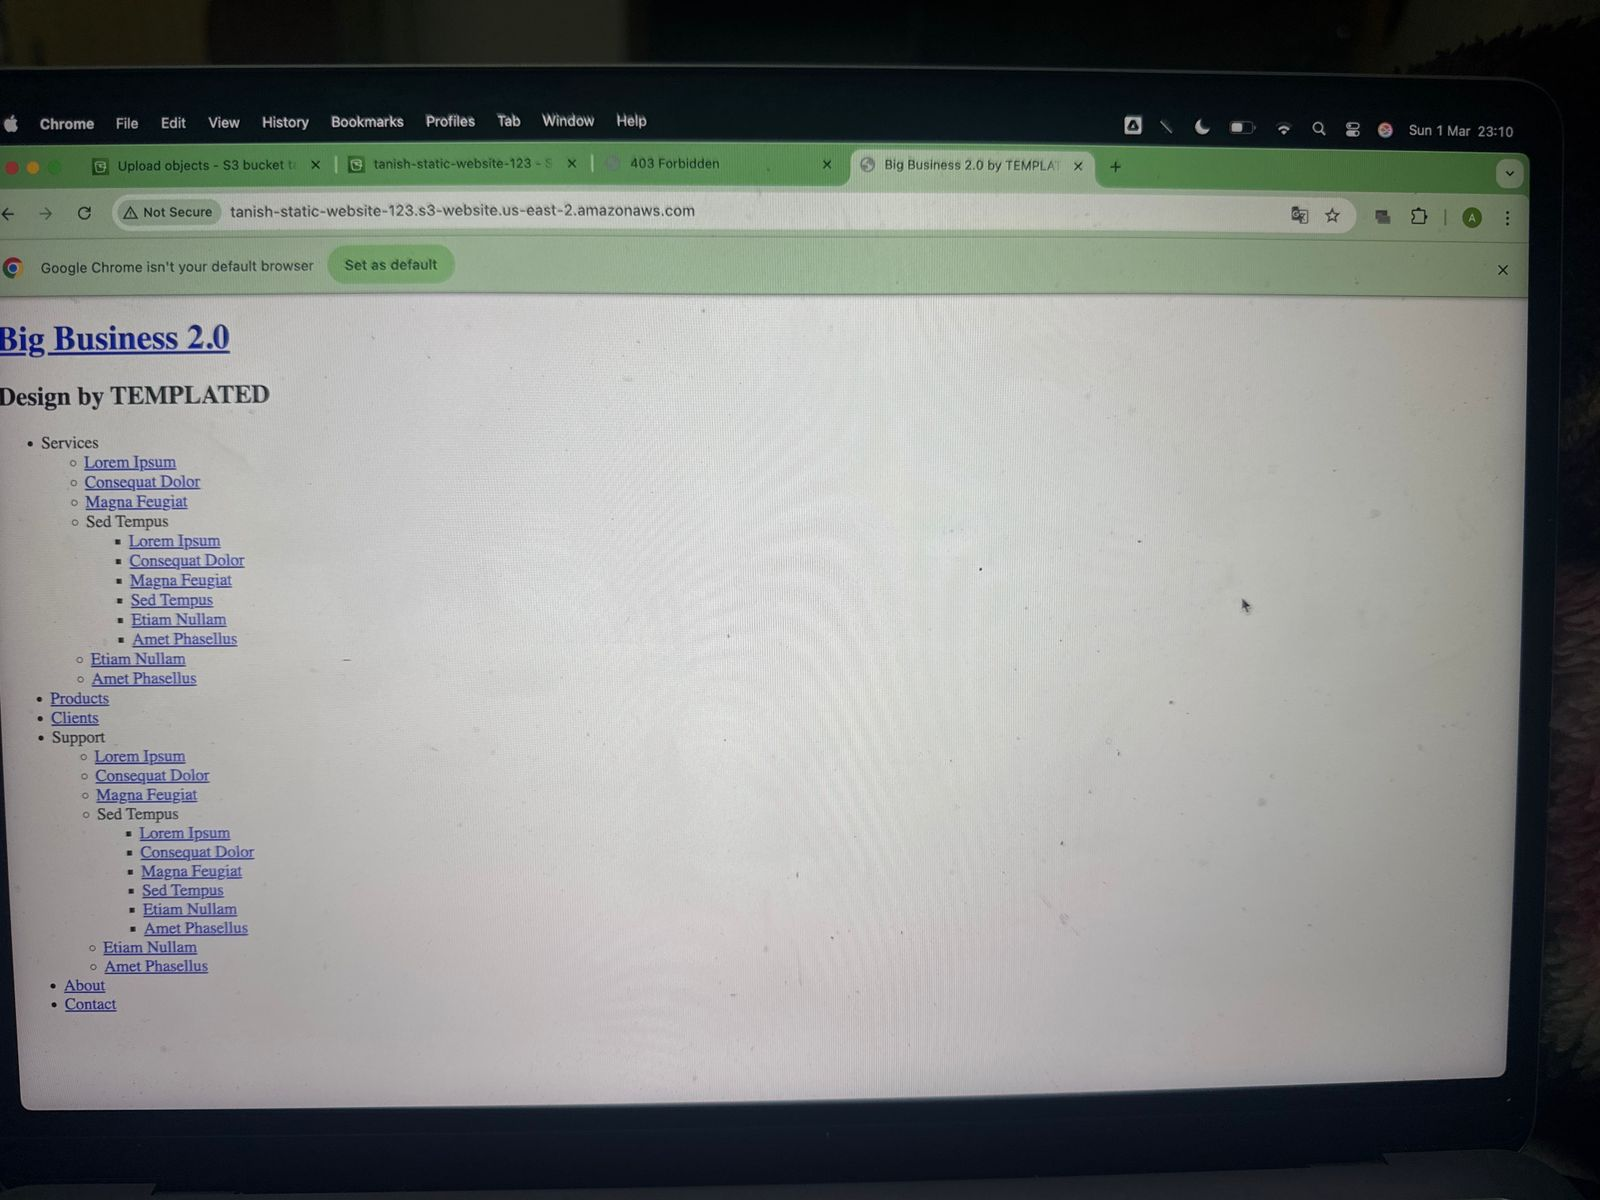 Chrome File Edit View History Bookmarks Profiles Tab Window Help Sun 1 Mar 23:10
Upload objects - S3 bucket ta tanish-static-website-123 - S 403 Forbidden Big Business 2.0 by TEMPLAT
Not Secure tanish-static-website-123.s3-website.us-east-2.amazonaws.com A
Google Chrome isn't your default browser Set as default
Big Business 2.0
Design by TEMPLATED
Services
Lorem Ipsum
Consequat Dolor
Magna Feugiat
Sed Tempus
Lorem Ipsum
Consequat Dolor
Magna Feugiat
Sed Tempus
Etiam Nullam
Amet Phasellus
Etiam Nullam
Amet Phasellus
Products
Clients
Support
Lorem Ipsum
Consequat Dolor
Magna Feugiat
Sed Tempus
Lorem Ipsum
Consequat Dolor
Magna Feugiat
Sed Tempus
Etiam Nullam
Amet Phasellus
Etiam Nullam
Amet Phasellus
About
Contact